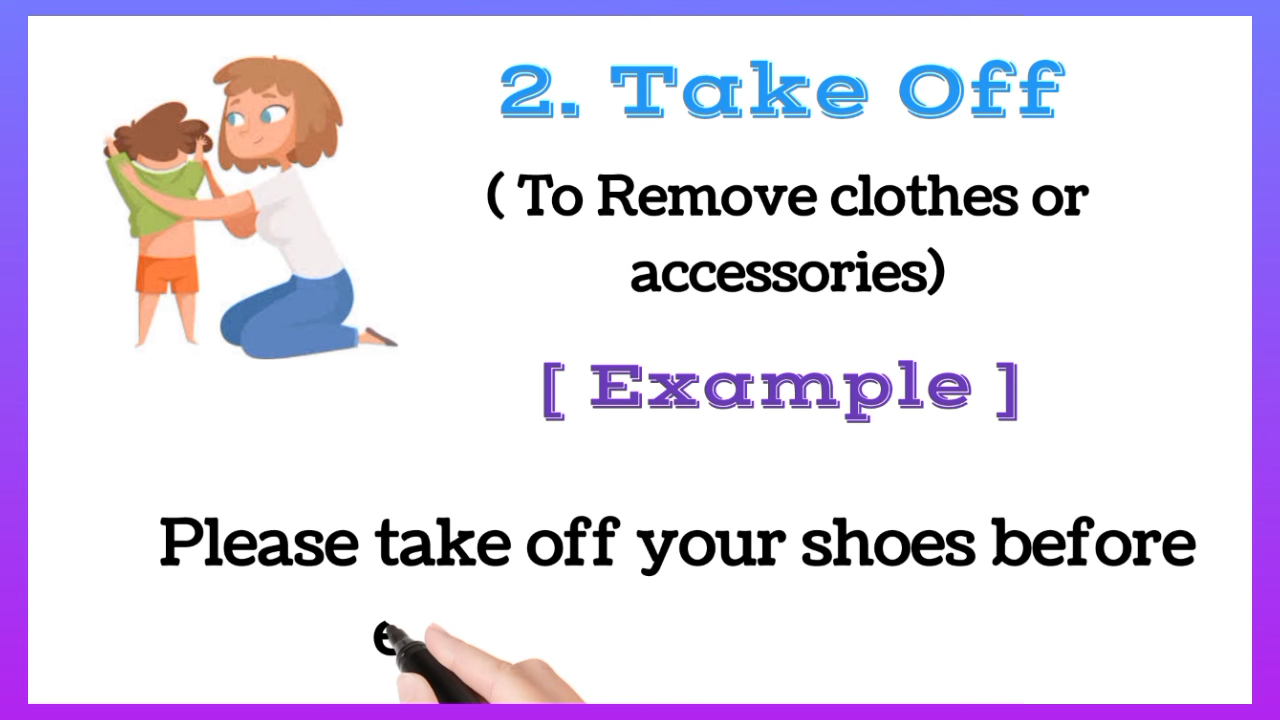 2. Take Off
( To Remove clothes or
accessories)
[ Example ]
Please take off your shoes before
e